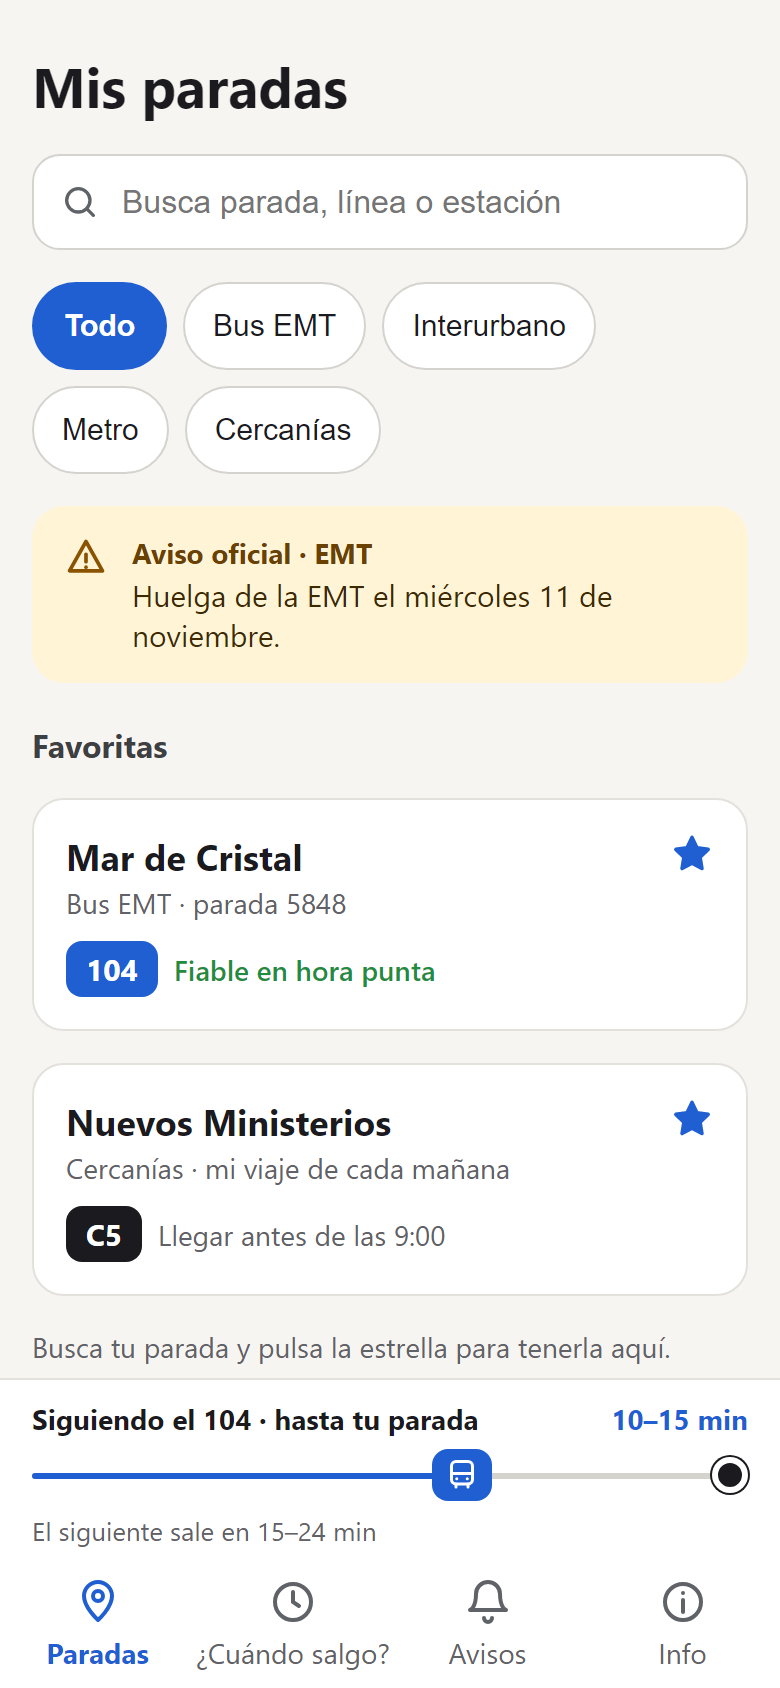 Mis paradas
Busca parada, línea o estación
Todo
Bus EMT
Interurbano
Metro
Cercanías
Aviso oficial · EMT
Huelga de la EMT el miércoles 11 de
noviembre.
Favoritas
Mar de Cristal
Bus EMT · parada 5848
104 Fiable en hora punta
Nuevos Ministerios
Cercanías · mi viaje de cada mañana
C5 Llegar antes de las 9:00
Busca tu parada y pulsa la estrella para tenerla aquí.
Siguiendo el 104 · hasta tu parada 10–15 min
El siguiente sale en 15–24 min
Paradas
¿Cuándo salgo?
Avisos
Info